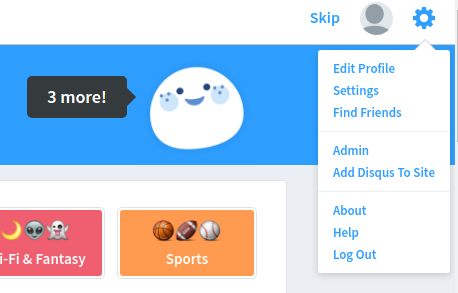 Skip
3 more!
Edit Profile
Settings
Find Friends
Admin
Add Disqus To Site
About
Help
Log Out
i-Fi & Fantasy
Sports